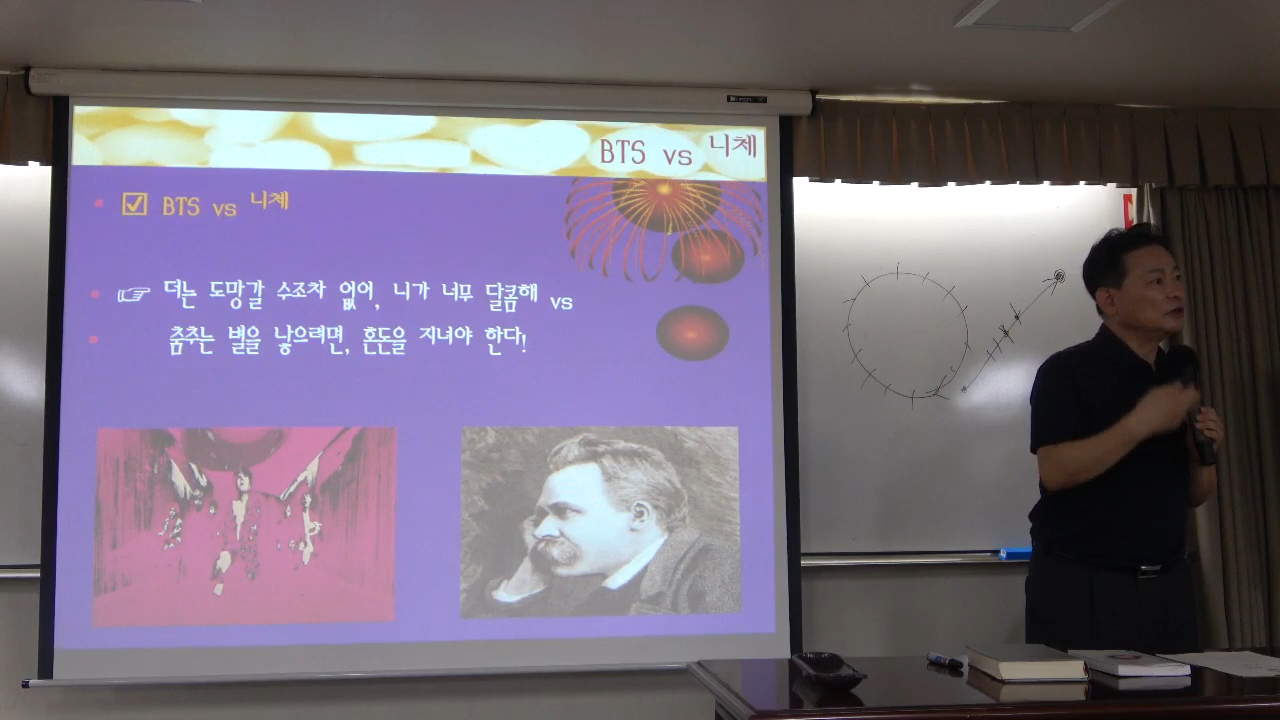 BTS vs 니체
BTS vs 니체
더는 도망갈 수조차 없어, 니가 너무 달콤해 vs
춤추는 별을 낳으려면, 혼돈을 지녀야 한다!